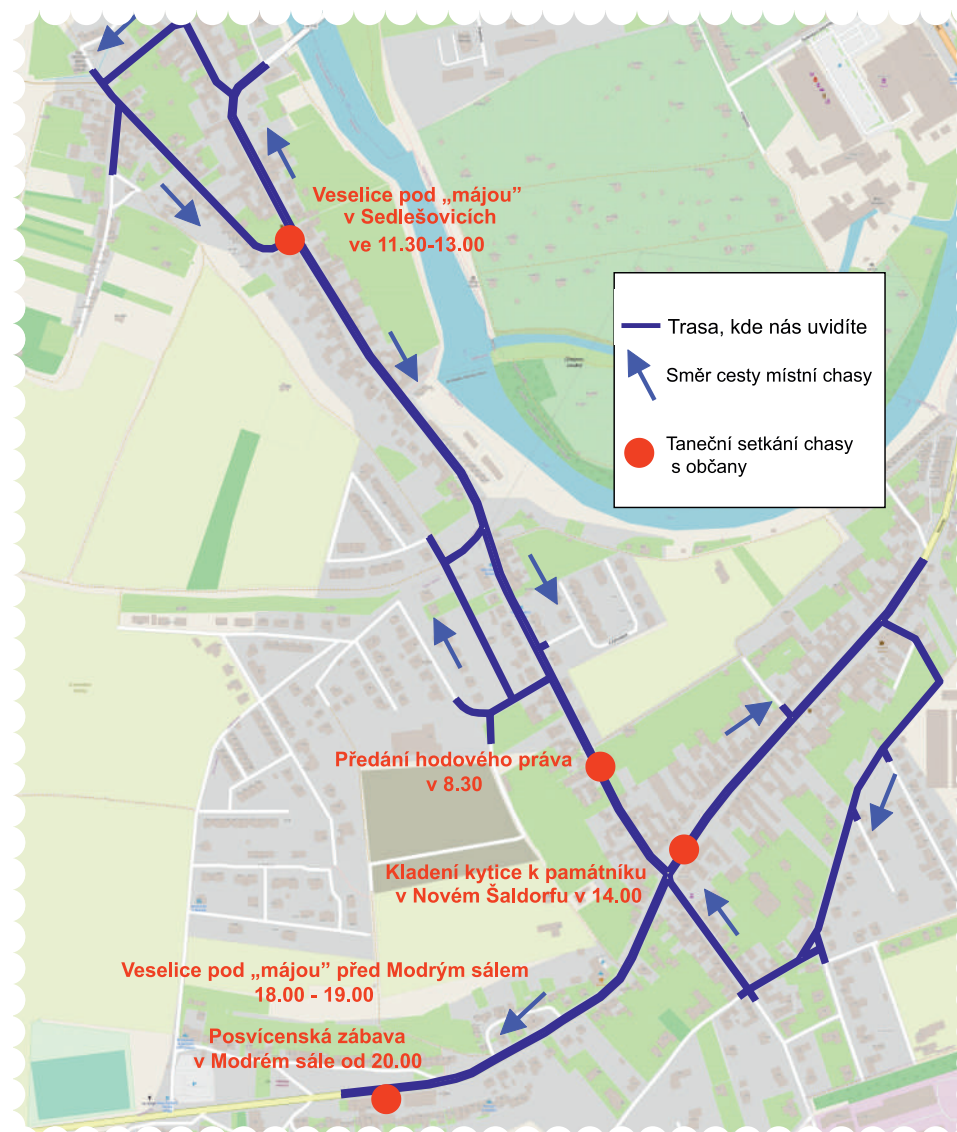 Veselice pod „májou”
v Sedlešovicích
ve 11.30-13.00
Trasa, kde nás uvidíte
Směr cesty místní chasy
Taneční setkání chasy
s občany
Předání hodového práva
v 8.30
Kladení kytice k památníku
v Novém Šaldorfu v 14.00
Veselice pod „májou” před Modrým sálem
18.00 - 19.00
Posvícenská zábava
v Modrém sále od 20.00